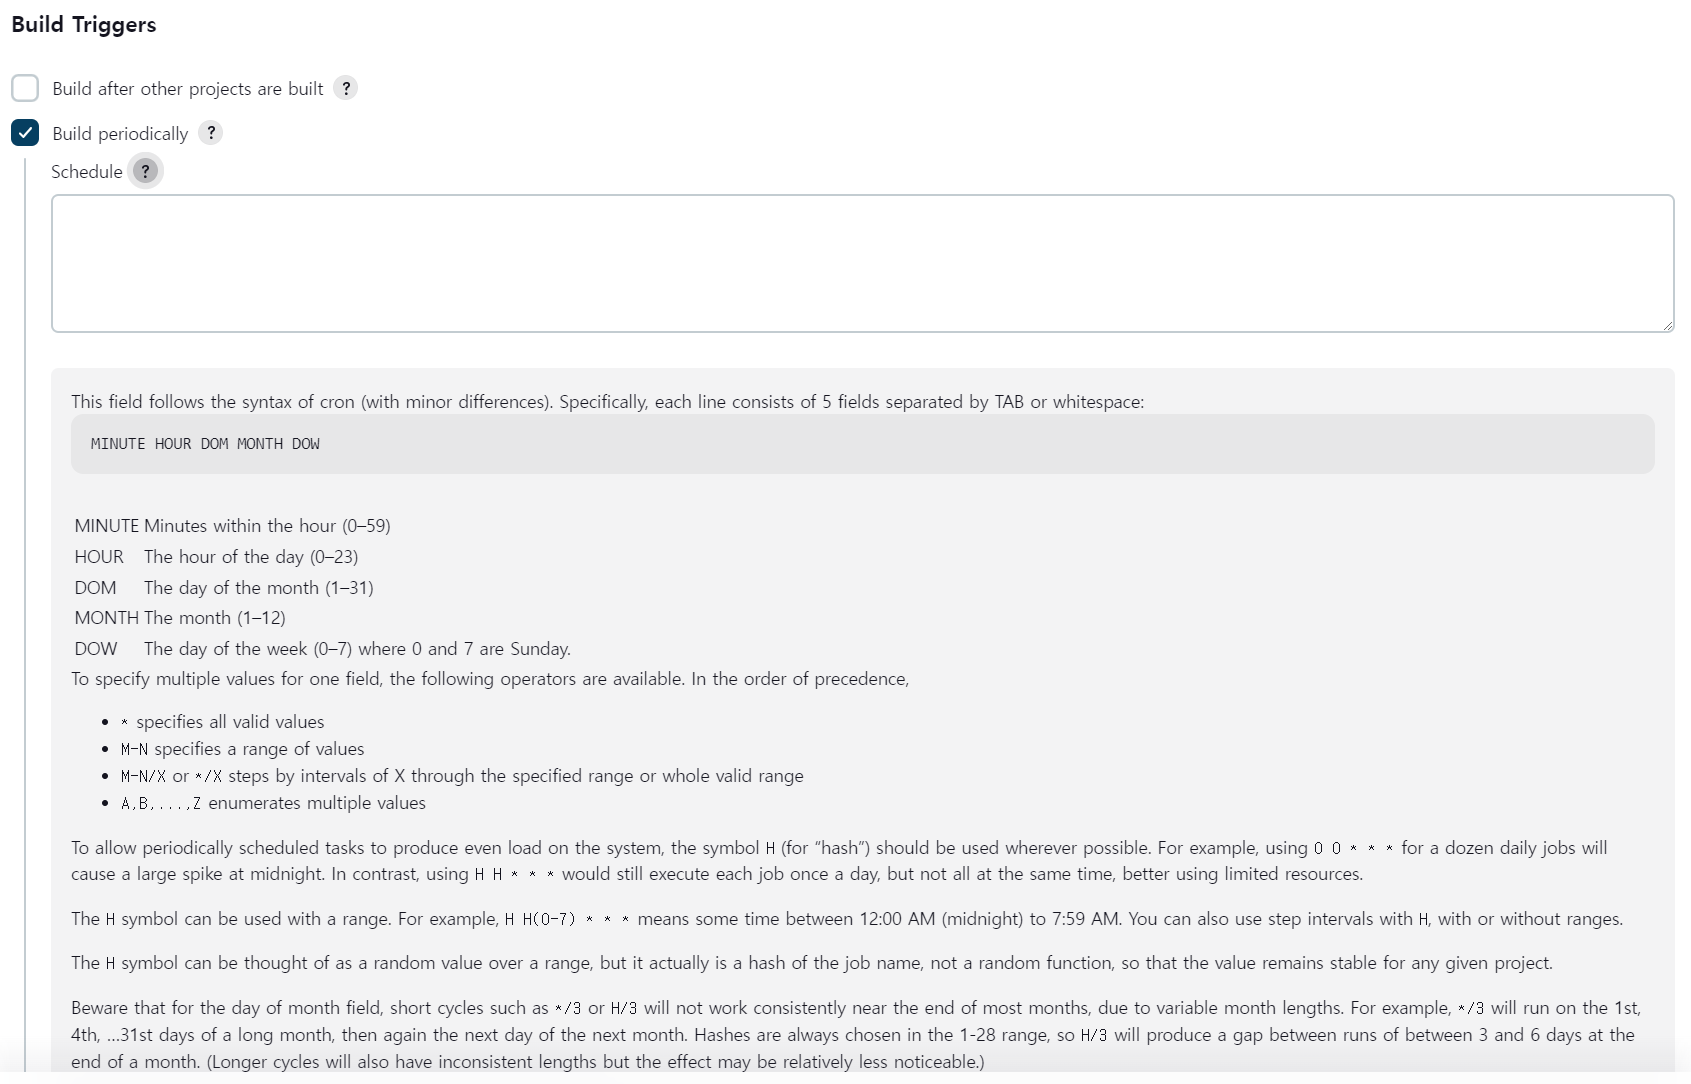 Build Triggers
Build after other projects are built ?
Build periodically ?
Schedule ?
This field follows the syntax of cron (with minor differences). Specifically, each line consists of 5 fields separated by TAB or whitespace:
MINUTE HOUR DOM MONTH DOW
MINUTE Minutes within the hour (0–59)
HOUR The hour of the day (0–23)
DOM The day of the month (1–31)
MONTH The month (1–12)
DOW The day of the week (0–7) where 0 and 7 are Sunday.
To specify multiple values for one field, the following operators are available. In the order of precedence,
• * specifies all valid values
• M-N specifies a range of values
• M-N/X or */X steps by intervals of X through the specified range or whole valid range
• A,B,...,Z enumerates multiple values
To allow periodically scheduled tasks to produce even load on the system, the symbol H (for “hash”) should be used wherever possible. For example, using 0 0 * * * for a dozen daily jobs will
cause a large spike at midnight. In contrast, using H H * * * would still execute each job once a day, but not all at the same time, better using limited resources.
The H symbol can be used with a range. For example, H H(0-7) * * * means some time between 12:00 AM (midnight) to 7:59 AM. You can also use step intervals with H, with or without ranges.
The H symbol can be thought of as a random value over a range, but it actually is a hash of the job name, not a random function, so that the value remains stable for any given project.
Beware that for the day of month field, short cycles such as */3 or H/3 will not work consistently near the end of most months, due to variable month lengths. For example, */3 will run on the 1st,
4th, …31st days of a long month, then again the next day of the next month. Hashes are always chosen in the 1-28 range, so H/3 will produce a gap between runs of between 3 and 6 days at the
end of a month. (Longer cycles will also have inconsistent lengths but the effect may be relatively less noticeable.)